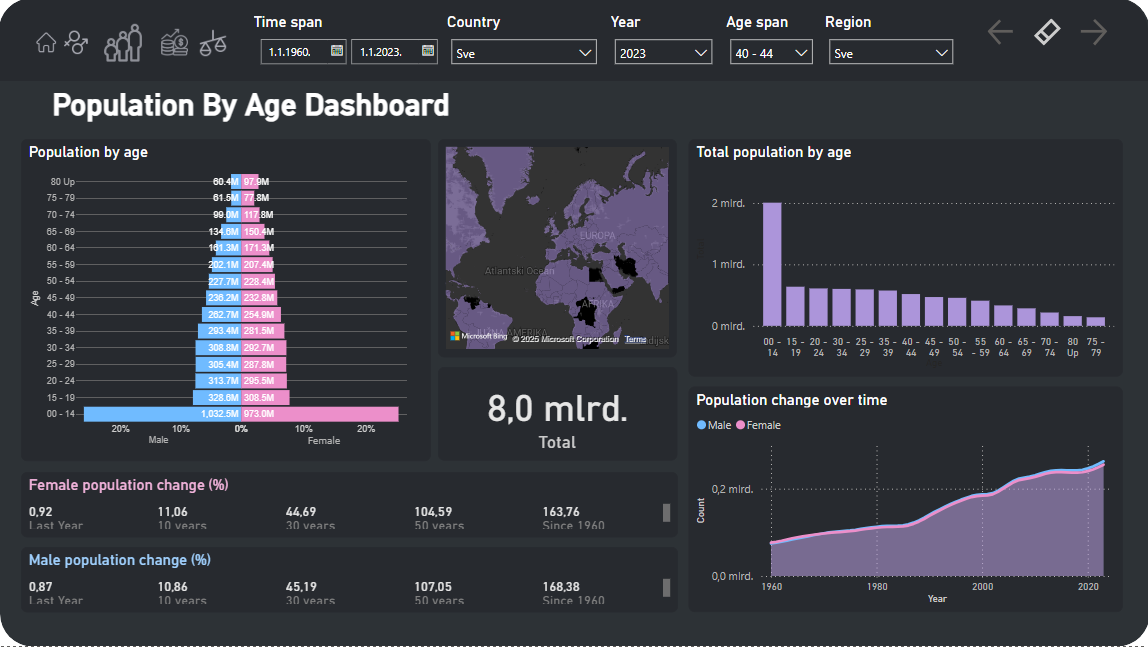 Time span
Country
Year
Age span
Region
1.1.1960.
1.1.2023.
Sve
2023
40 - 44
Sve
Population By Age Dashboard
Population by age
80 Up 60.4M 97.9M
75 - 79 61.5M 77.8M
70 - 74 99.0M 117.8M
65 - 69 134.8M 150.4M
60 - 64 161.3M 171.3M
55 - 59 202.1M 207.4M
50 - 54 227.7M 228.4M
45 - 49 236.2M 232.8M
40 - 44 262.7M 254.9M
35 - 39 293.4M 281.5M
30 - 34 308.8M 292.7M
25 - 29 305.4M 287.8M
20 - 24 313.7M 295.5M
15 - 19 328.6M 308.5M
00 - 14 1,032.5M 973.0M
Age
20% 10% 0% 10% 20%
Male Female
EUROPA
Atlantski Ocean
AFRIKA
JUŽNA AMERIKA
Microsoft Bing
© 2025 Microsoft Corporation Terms
8,0 mlrd.
Total
Total population by age
2 mlrd.
1 mlrd.
0 mlrd.
00 - 14
15 - 19
20 - 24
30 - 34
25 - 29
35 - 39
40 - 44
45 - 49
50 - 54
55 - 59
60 - 64
65 - 69
70 - 74
80 Up
75 - 79
Population change over time
Male Female
0,2 mlrd.
0,0 mlrd.
Count
1960 1980 2000 2020
Year
Female population change (%)
0,92 11,06 44,69 104,59 163,76
Last Year 10 years 30 years 50 years Since 1960
Male population change (%)
0,87 10,86 45,19 107,05 168,38
Last Year 10 years 30 years 50 years Since 1960